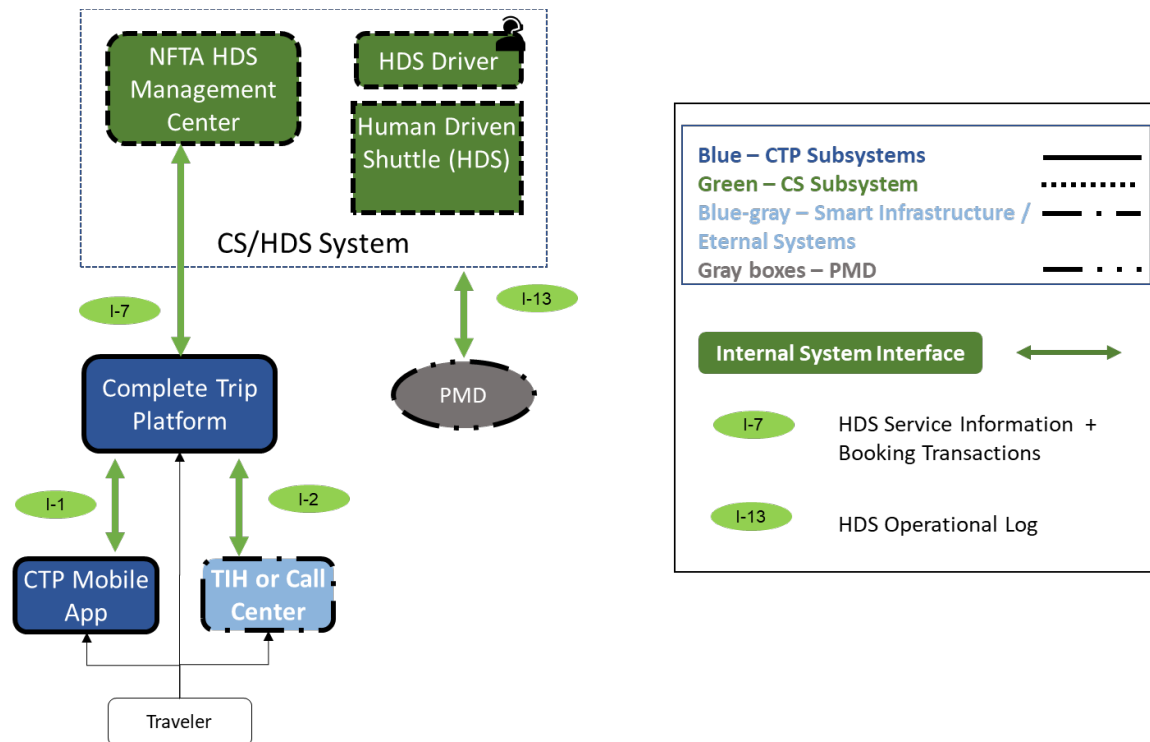 NFTA HDS
Management
Center
HDS Driver
Human Driven
Shuttle (HDS)
CS/HDS System
I-7
I-13
Complete Trip
Platform
PMD
I-1
I-2
CTP Mobile
App
TIH or Call
Center
Traveler
Blue – CTP Subsystems
Green – CS Subsystem
Blue-gray – Smart Infrastructure /
Eternal Systems
Gray boxes – PMD
Internal System Interface
I-7
HDS Service Information +
Booking Transactions
I-13
HDS Operational Log